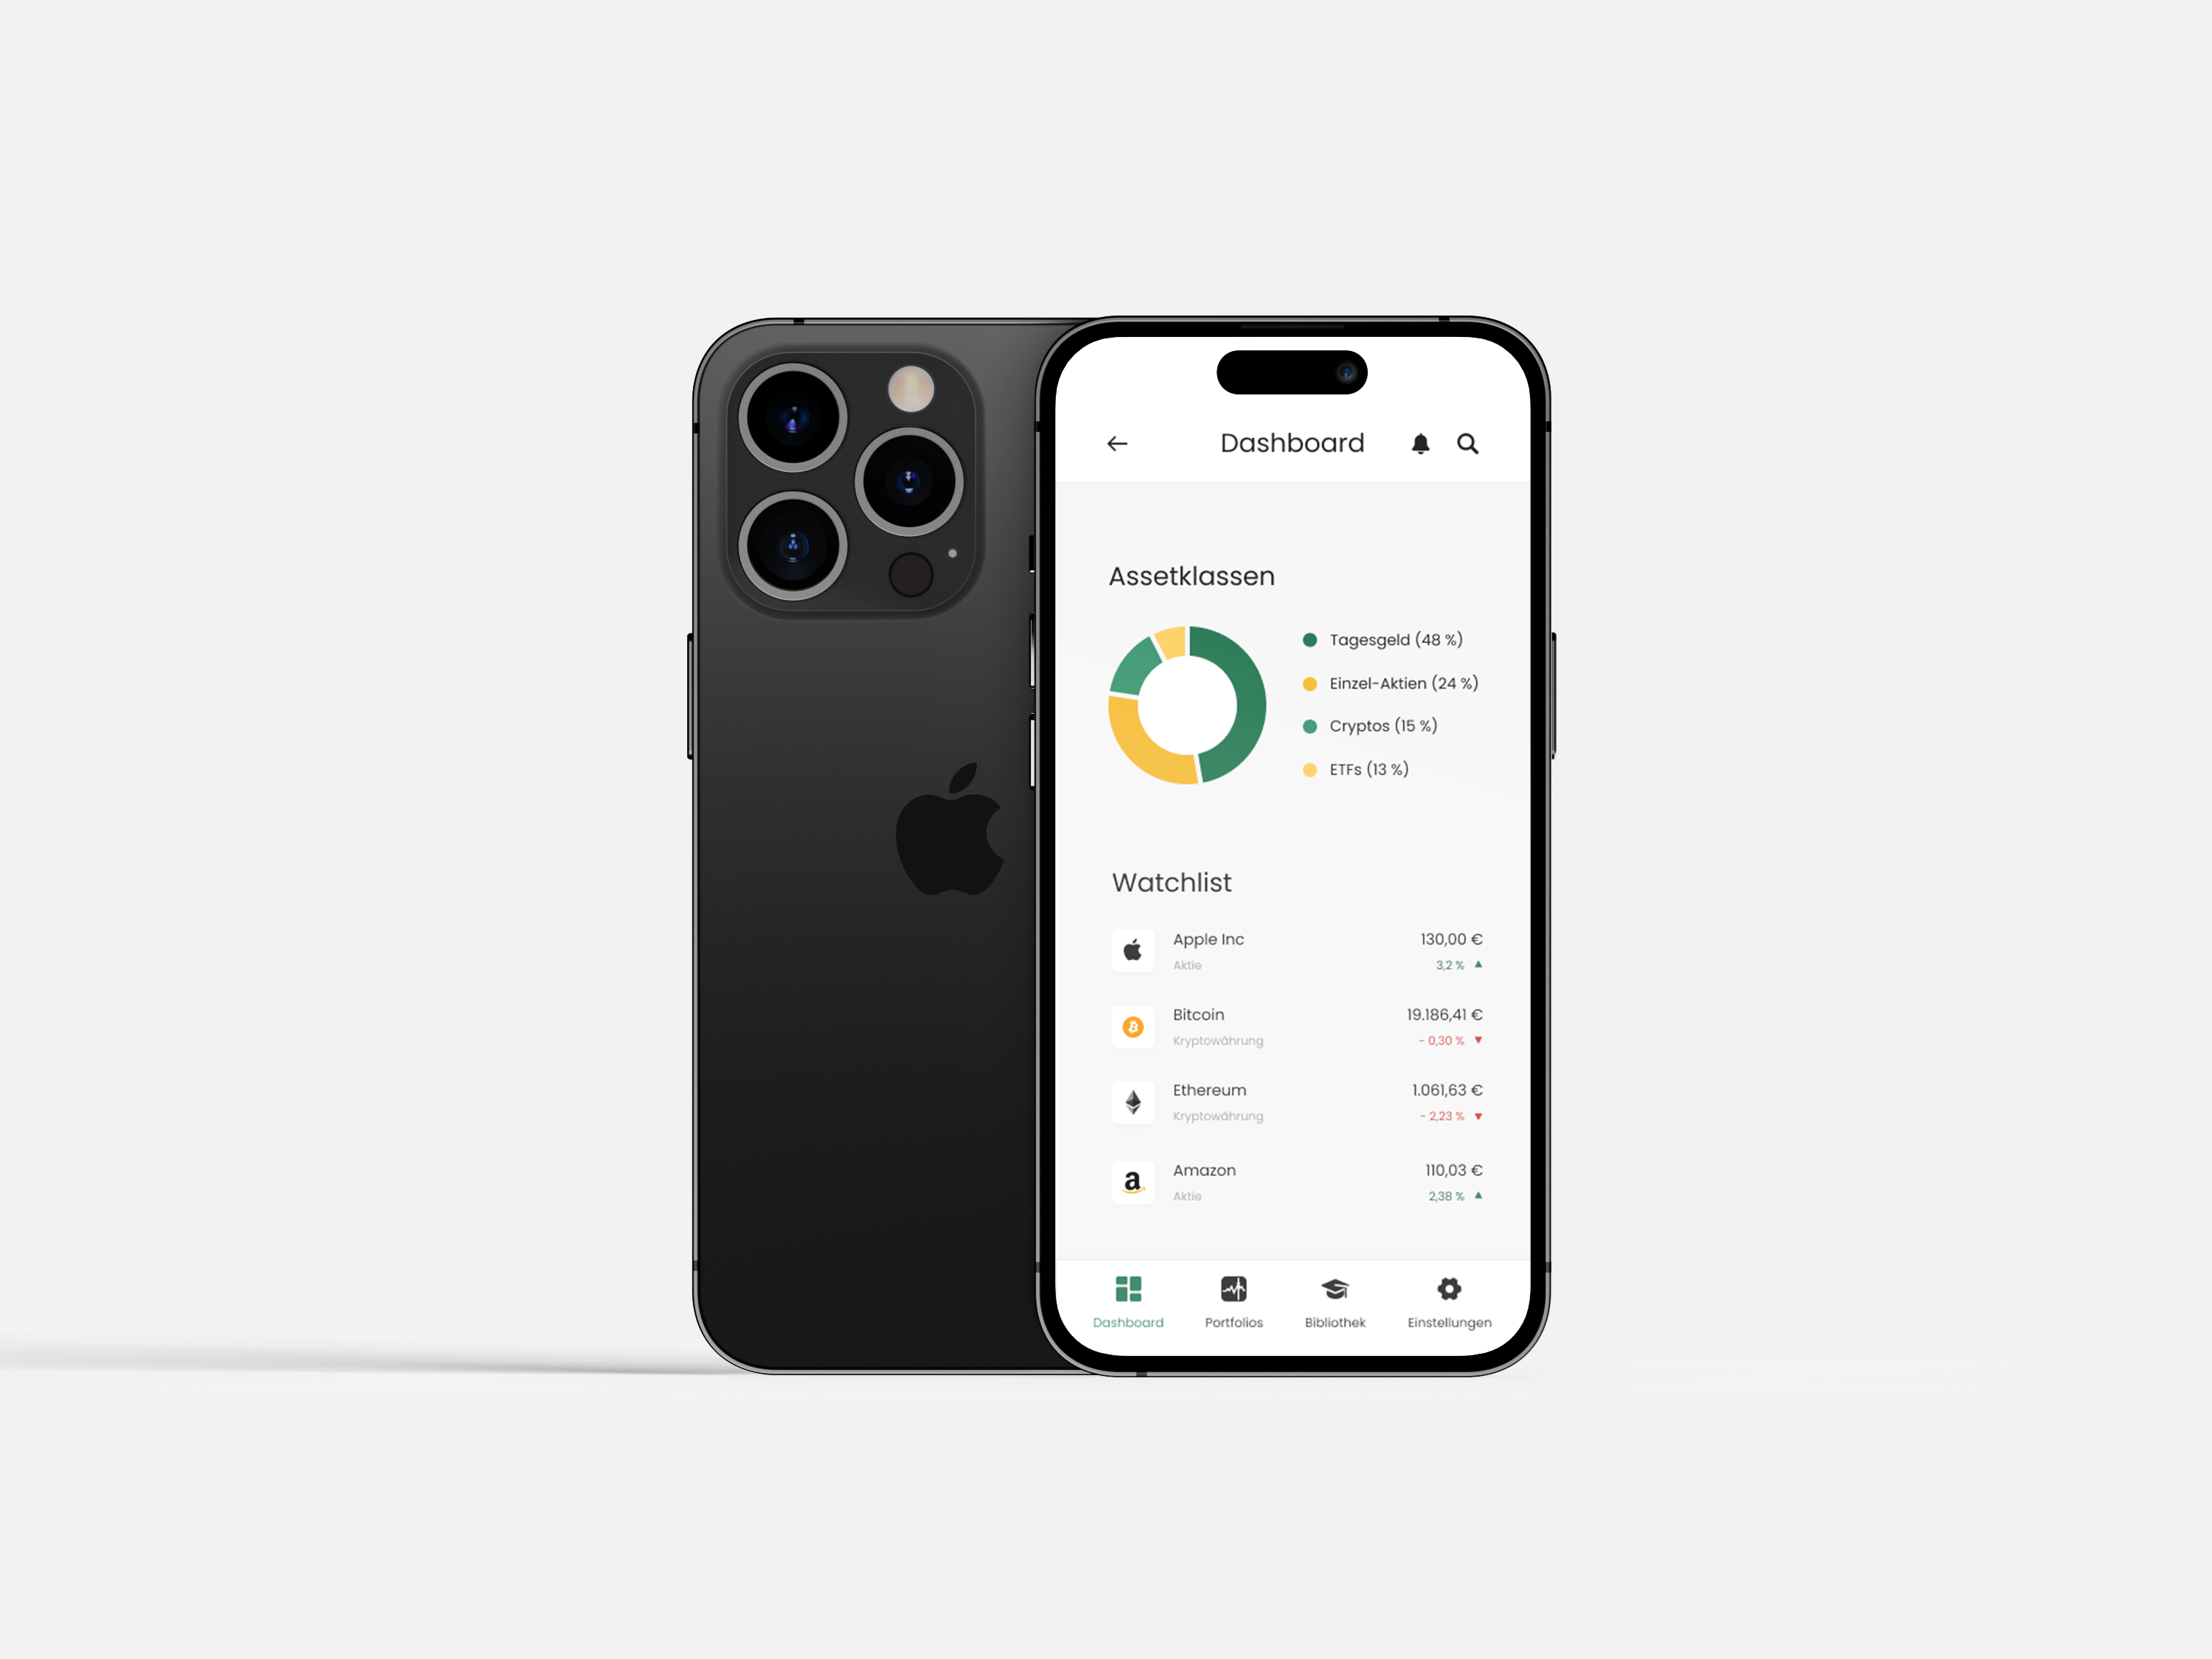 Dashboard
Assetklassen
Tagesgeld (48 %)
Einzel-Aktien (24 %)
Cryptos (15 %)
ETFs (13 %)
Watchlist
Apple Inc 130,00 €
Aktie 3,2 % ▲
Bitcoin 19.186,41 €
Kryptowährung - 0,30 % ▼
Ethereum 1.061,63 €
Kryptowährung - 2,23 % ▼
Amazon 110,03 €
Aktie 2,38 % ▲
Dashboard Portfolios Bibliothek Einstellungen